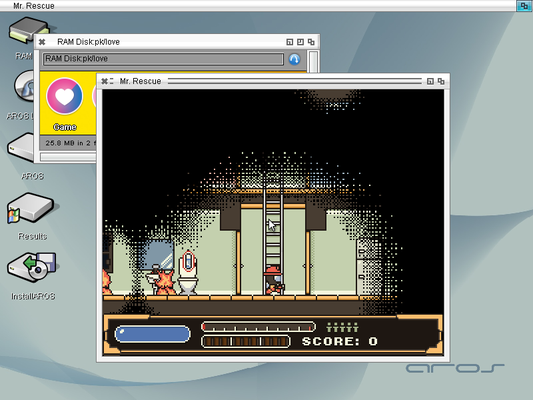 Mr. Rescue
RAM Disk:pk/love
RAM Disk:pk/love
Mr. Rescue
RAM
Game
AROS L
25.8 MB in 2 f
AROS
Results
InstallAROS
SCORE: 0
AROS